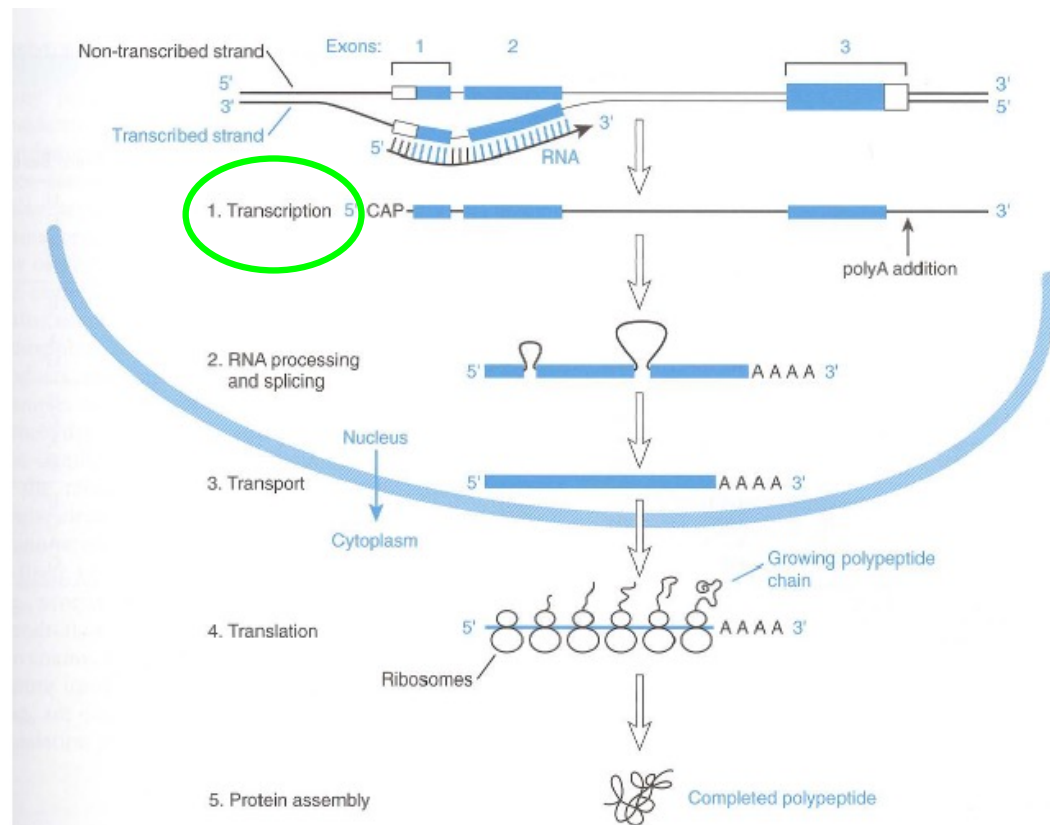 Exons: 1 2 3
Non-transcribed strand
5' 3'
3' 5'
Transcribed strand
5' 3'
RNA
1. Transcription 5' CAP 3'
polyA addition
2. RNA processing
and splicing
5' A A A A 3'
Nucleus
3. Transport 5' A A A A 3'
Cytoplasm
Growing polypeptide
chain
4. Translation 5' A A A A 3'
Ribosomes
5. Protein assembly Completed polypeptide